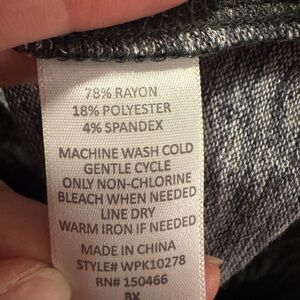 78% RAYON
18% POLYESTER
4% SPANDEX
MACHINE WASH COLD
GENTLE CYCLE
ONLY NON-CHLORINE
BLEACH WHEN NEEDED
LINE DRY
WARM IRON IF NEEDED
MADE IN CHINA
STYLE# WPK10278
RN# 150466